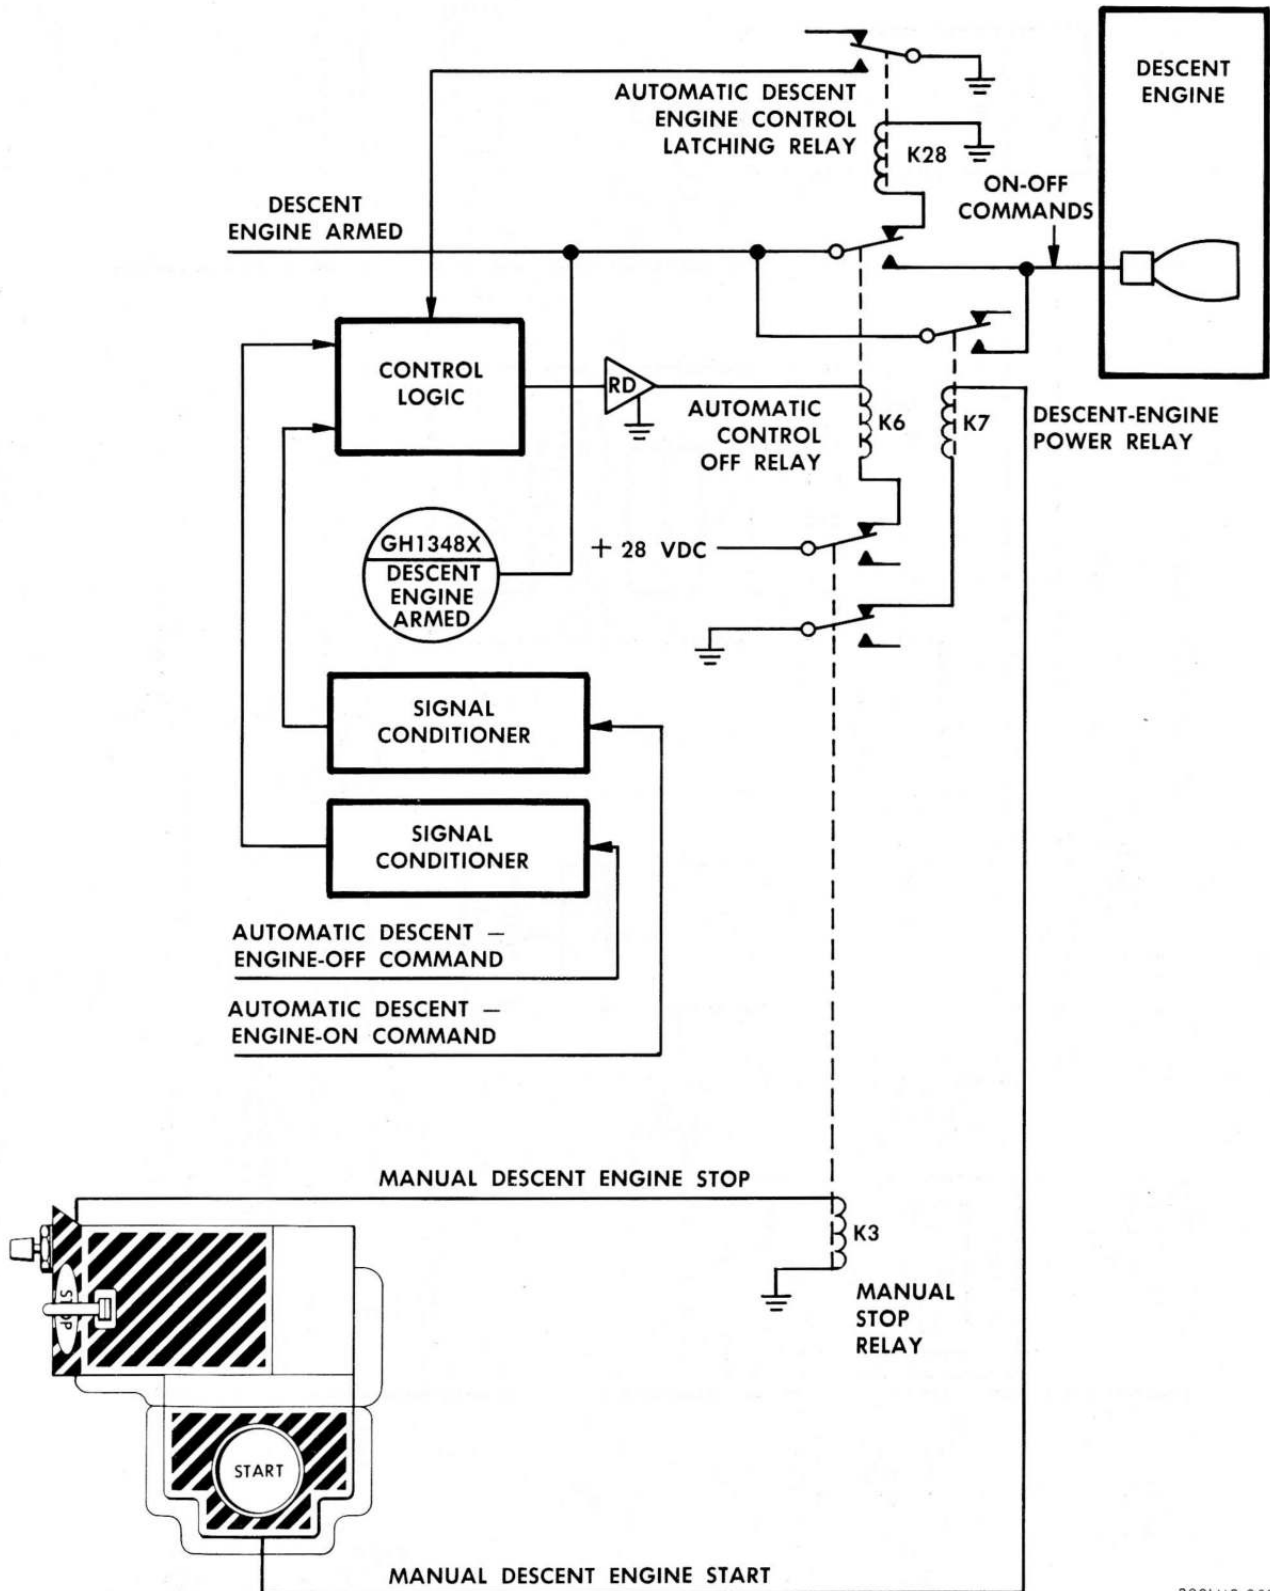 AUTOMATIC DESCENT
ENGINE CONTROL
LATCHING RELAY
K28
DESCENT
ENGINE
ON-OFF
COMMANDS
DESCENT
ENGINE ARMED
CONTROL
LOGIC
RD
AUTOMATIC
CONTROL
OFF RELAY
K6
K7
DESCENT-ENGINE
POWER RELAY
GH1348X
DESCENT
ENGINE
ARMED
+ 28 VDC
SIGNAL
CONDITIONER
SIGNAL
CONDITIONER
AUTOMATIC DESCENT —
ENGINE-OFF COMMAND
AUTOMATIC DESCENT —
ENGINE-ON COMMAND
MANUAL DESCENT ENGINE STOP
K3
MANUAL
STOP
RELAY
STOP
START
MANUAL DESCENT ENGINE START